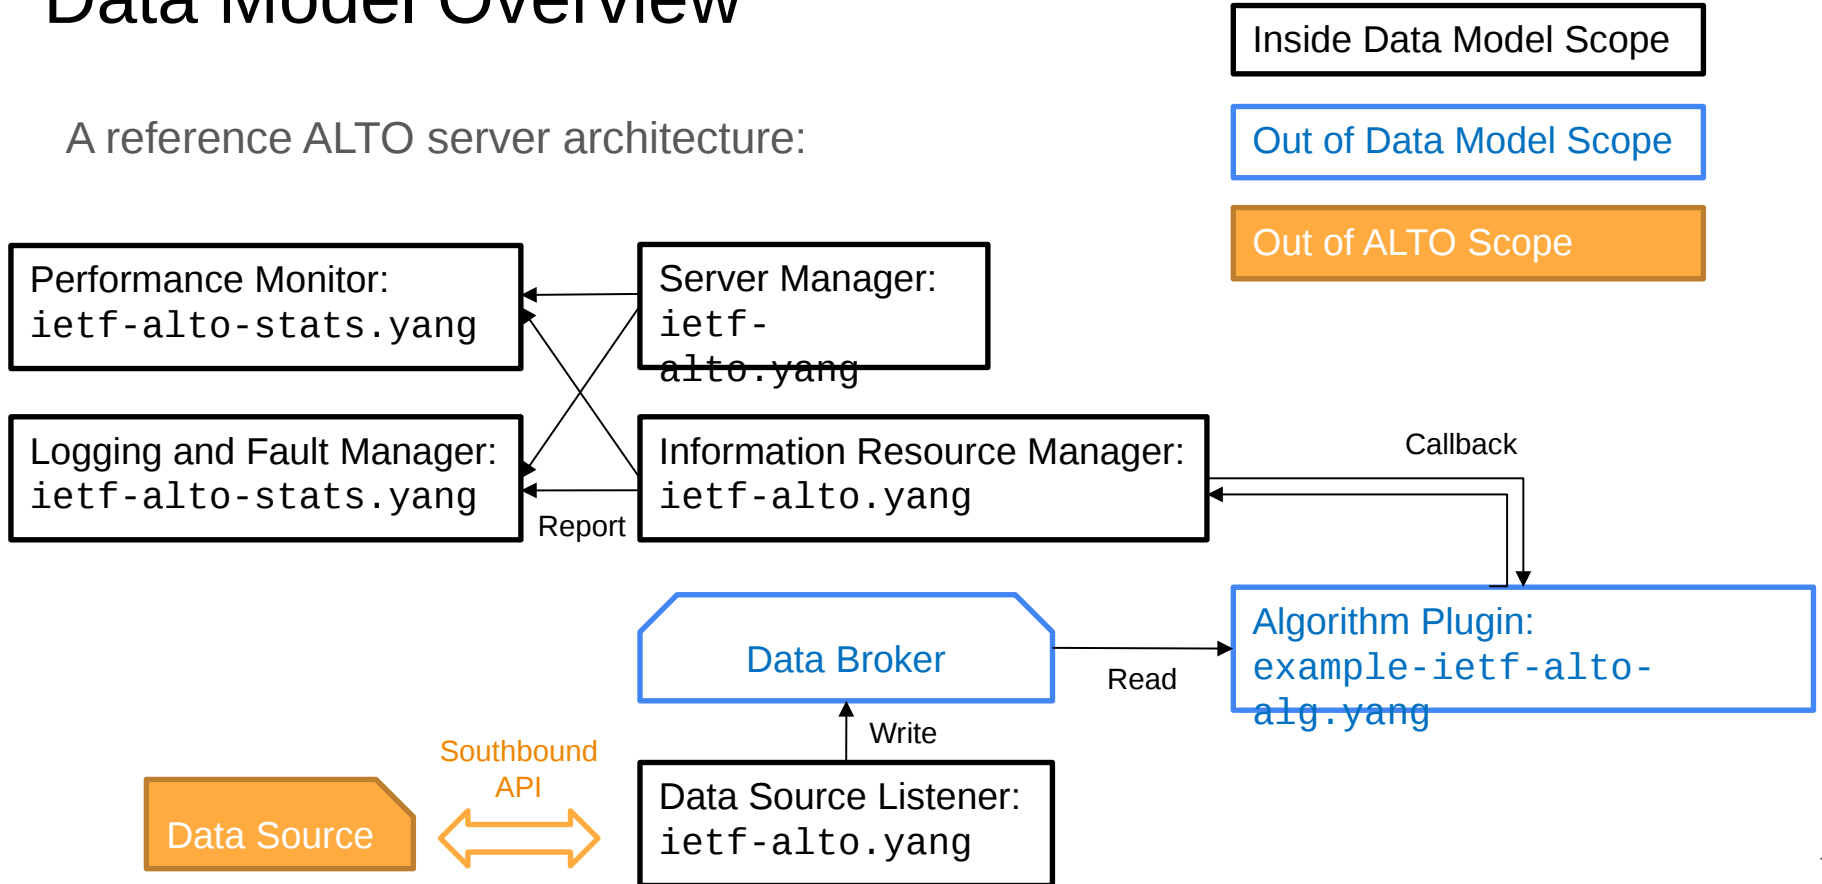 Data Model Overview
Inside Data Model Scope
Out of Data Model Scope
Out of ALTO Scope
A reference ALTO server architecture:
Performance Monitor:
ietf-alto-stats.yang
Server Manager:
ietf-
alto.yang
Logging and Fault Manager:
ietf-alto-stats.yang
Report
Information Resource Manager:
ietf-alto.yang
Callback
Data Broker
Read
Algorithm Plugin:
example-ietf-alto-
alg.yang
Write
Southbound
API
Data Source
Data Source Listener:
ietf-alto.yang